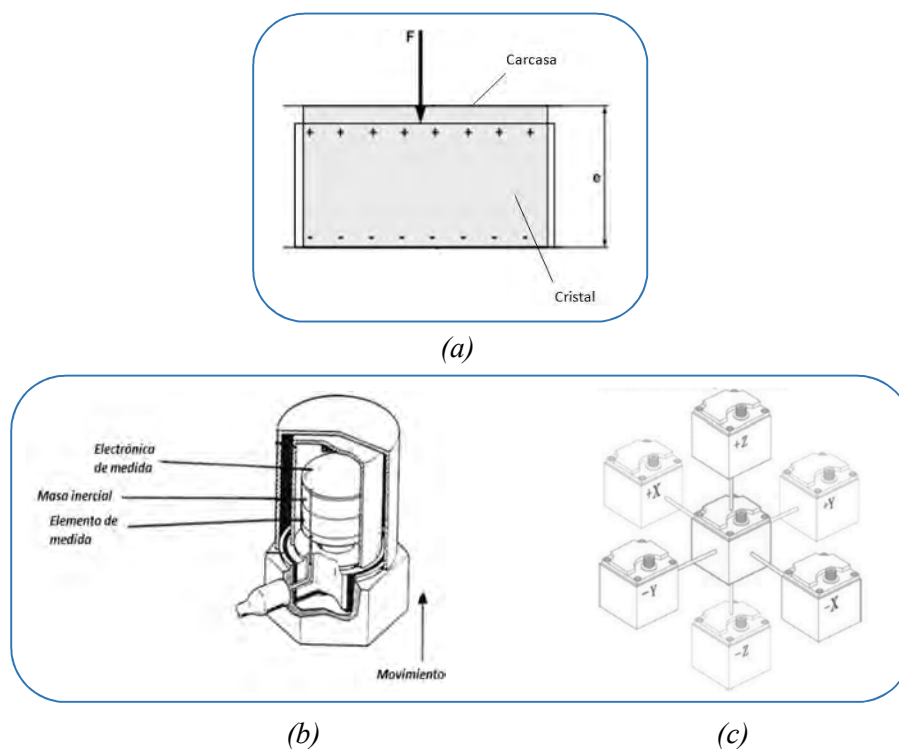 F
Carcasa
+ + + + + + + +
e
- - - - - - - -
Cristal
(a)
Electrónica
de medida
Masa inercial
Elemento de
medida
Movimiento
+Z
+X
+Y
-Y
-X
-Z
(b)
(c)